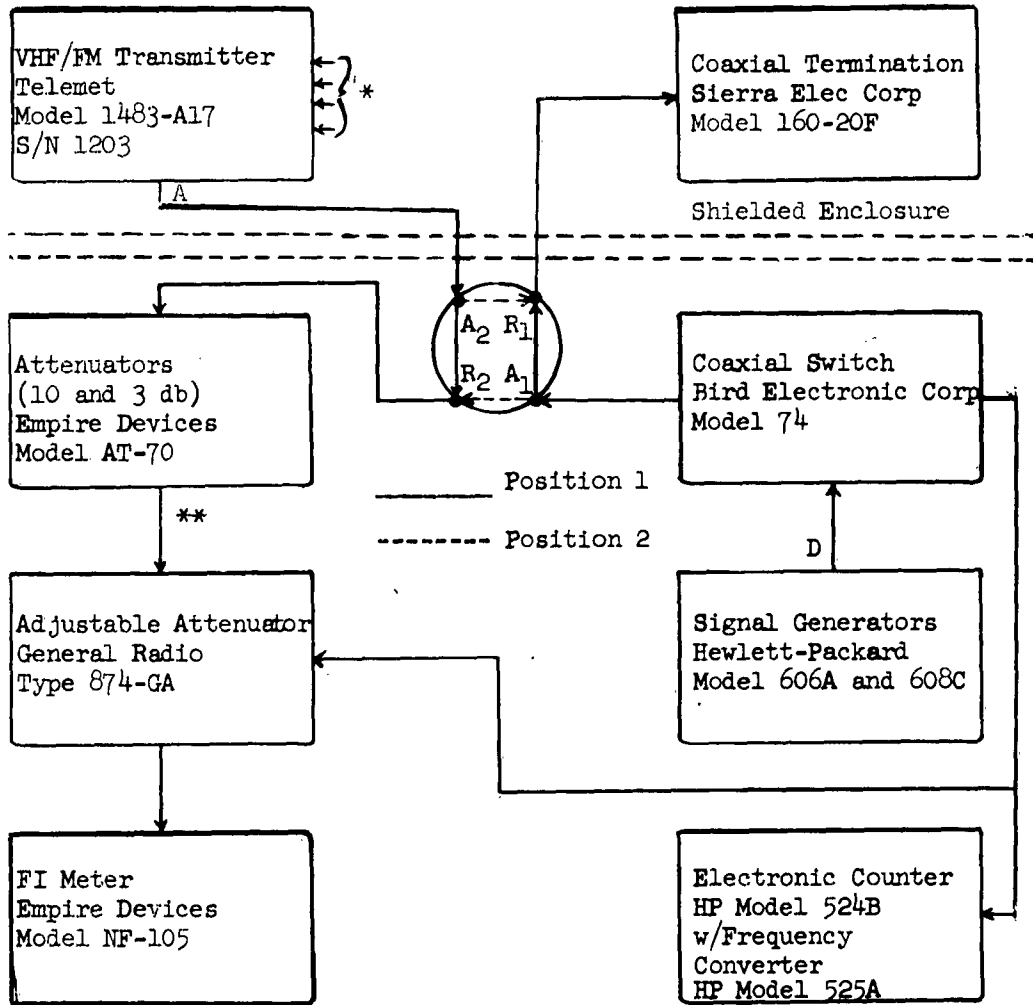 VHF/FM Transmitter
Telemet
Model 1483-A17
S/N 1203
*
Coaxial Termination
Sierra Elec Corp
Model 160-20F
A
Shielded Enclosure
A2 R1
R2 A1
Attenuators
(10 and 3 db)
Empire Devices
Model AT-70
Coaxial Switch
Bird Electronic Corp
Model 74
Position 1
Position 2
**
D
Adjustable Attenuator
General Radio
Type 874-GA
Signal Generators
Hewlett-Packard
Model 606A and 608C
FI Meter
Empire Devices
Model NF-105
Electronic Counter
HP Model 524B
w/Frequency
Converter
HP Model 525A